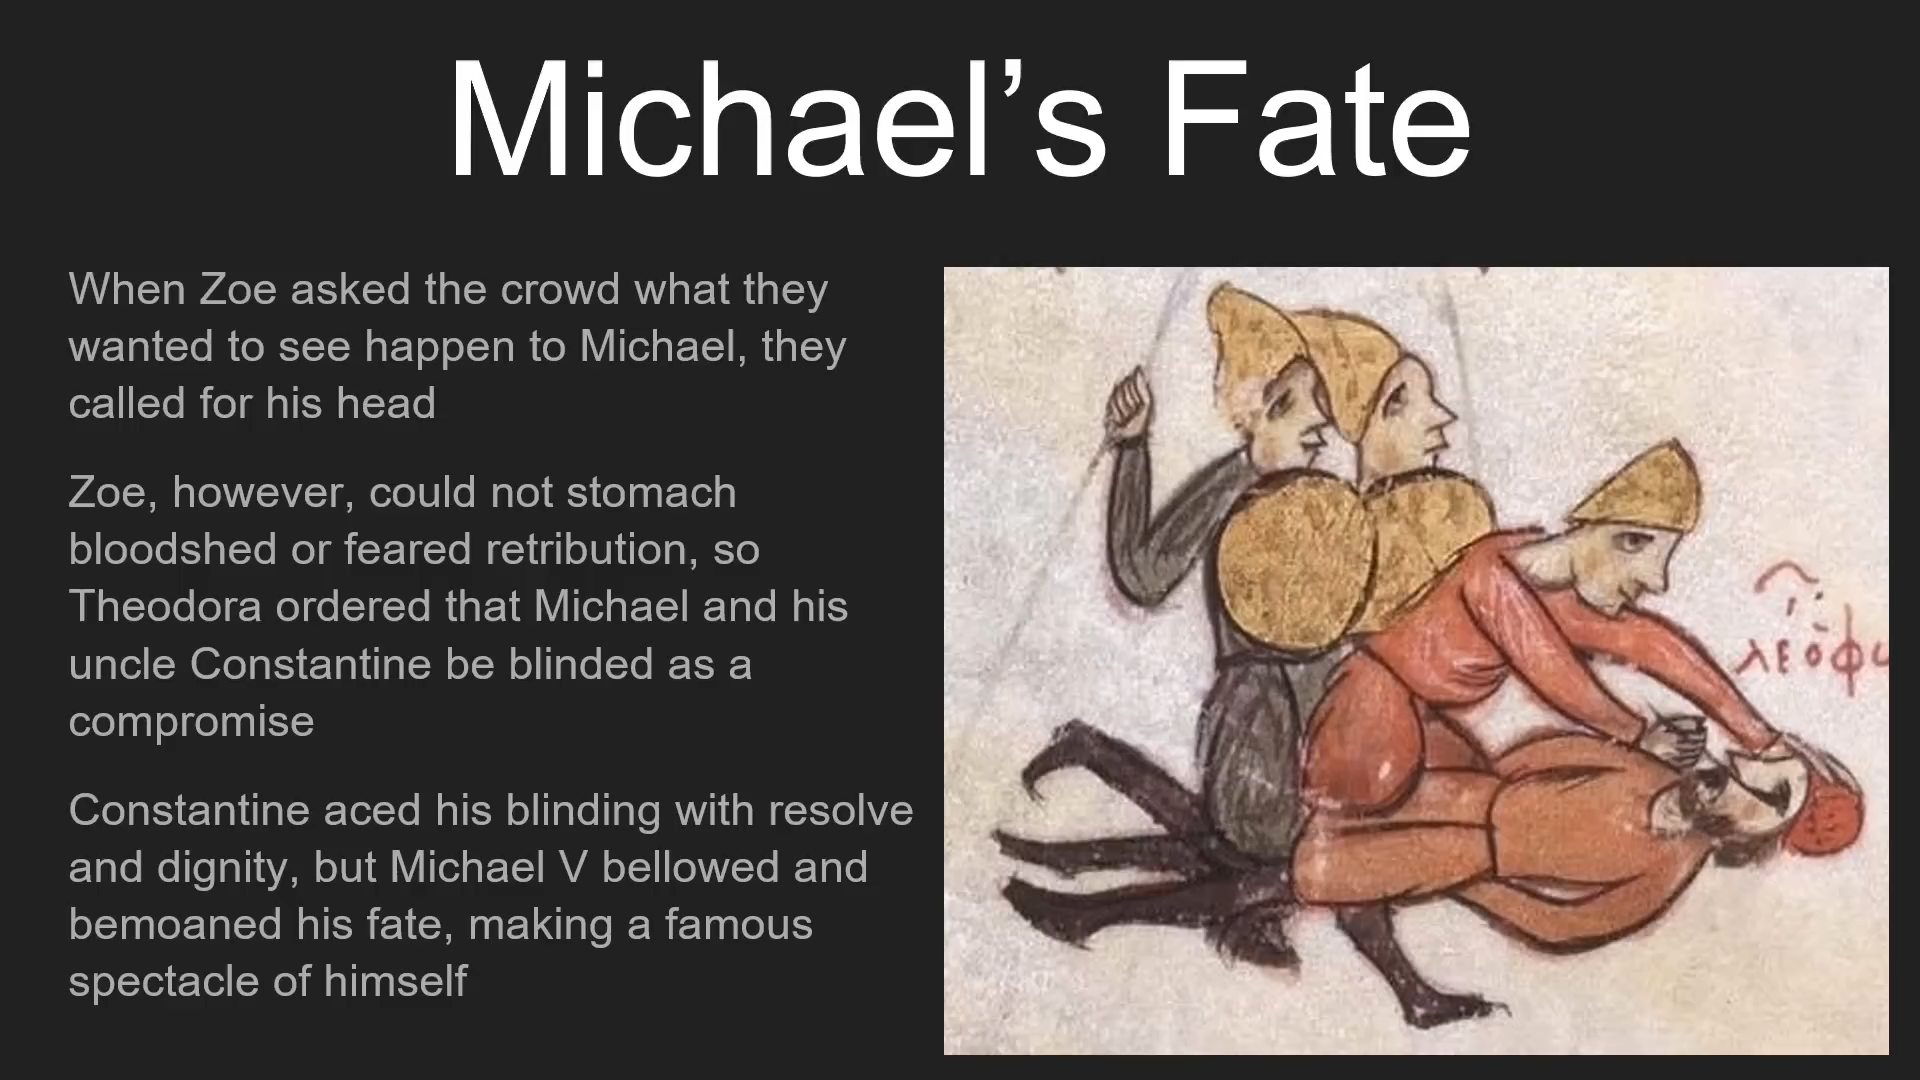 Michael’s Fate
When Zoe asked the crowd what they
wanted to see happen to Michael, they
called for his head
Zoe, however, could not stomach
bloodshed or feared retribution, so
Theodora ordered that Michael and his
uncle Constantine be blinded as a
compromise
Constantine aced his blinding with resolve
and dignity, but Michael V bellowed and
bemoaned his fate, making a famous
spectacle of himself